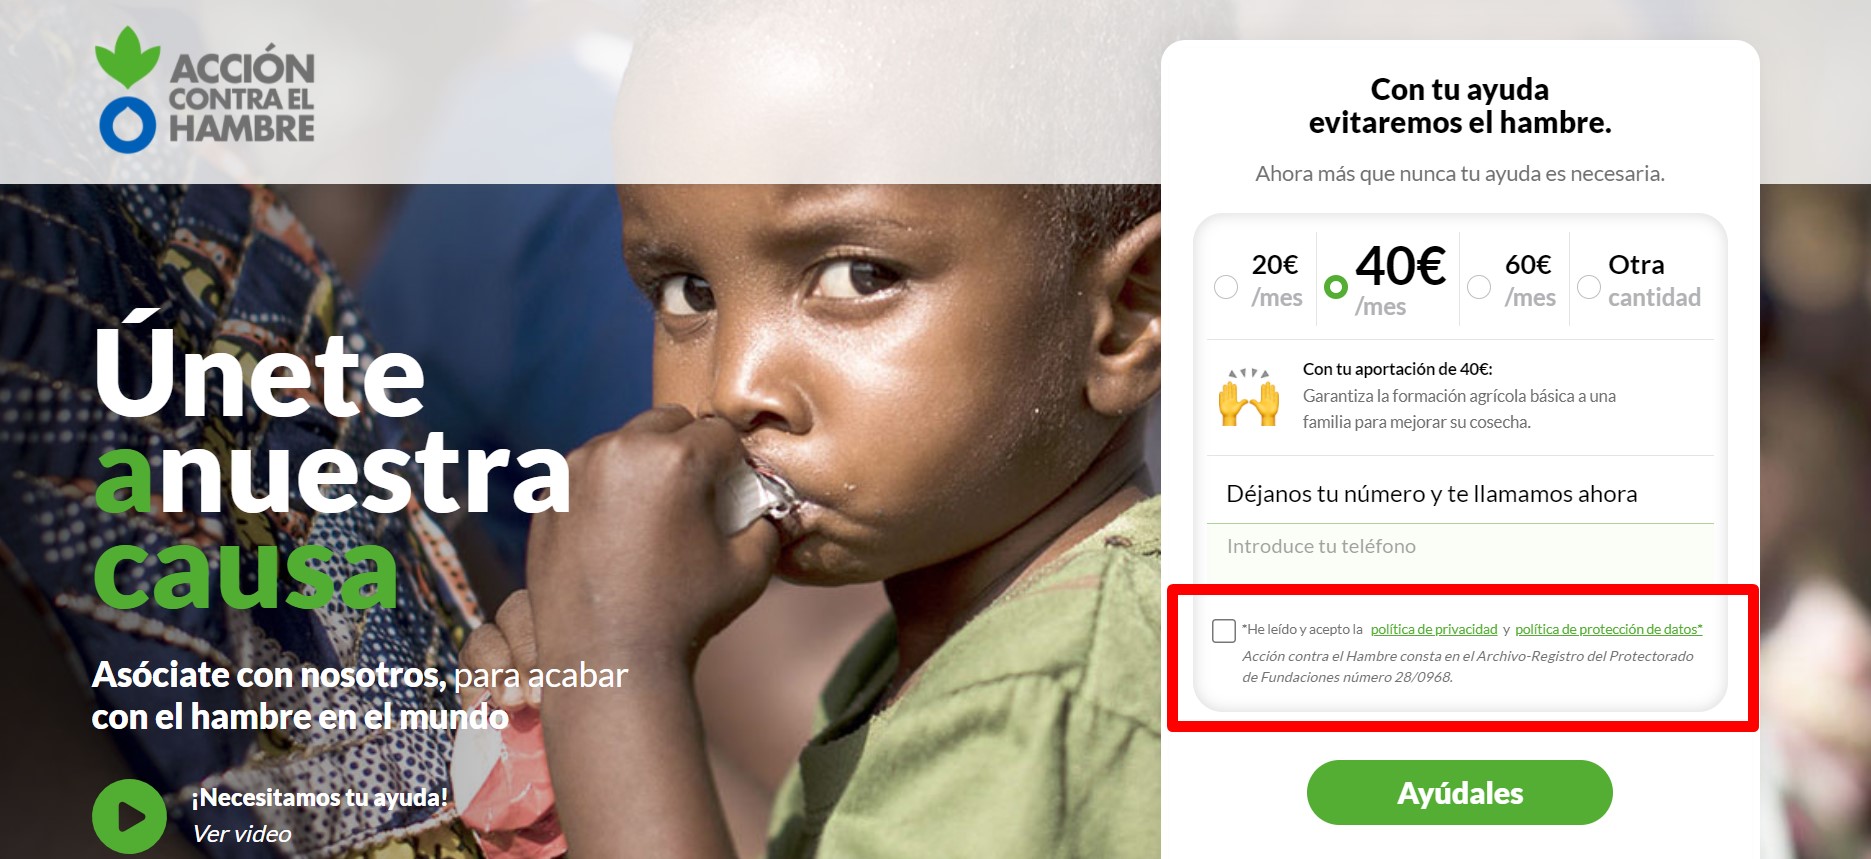 ACCIÓN
CONTRA EL
HAMBRE
Únete
anuestra
causa
Asóciate con nosotros, para acabar
con el hambre en el mundo
¡Necesitamos tu ayuda!
Ver video
Con tu ayuda
evitaremos el hambre.
Ahora más que nunca tu ayuda es necesaria.
20€
/mes
40€
/mes
60€
/mes
Otra
cantidad
Con tu aportación de 40€:
Garantiza la formación agrícola básica a una
familia para mejorar su cosecha.
Déjanos tu número y te llamamos ahora
Introduce tu teléfono
*He leído y acepto la política de privacidad y política de protección de datos*
Acción contra el Hambre consta en el Archivo-Registro del Protectorado
de Fundaciones número 28/0968.
Ayúdales